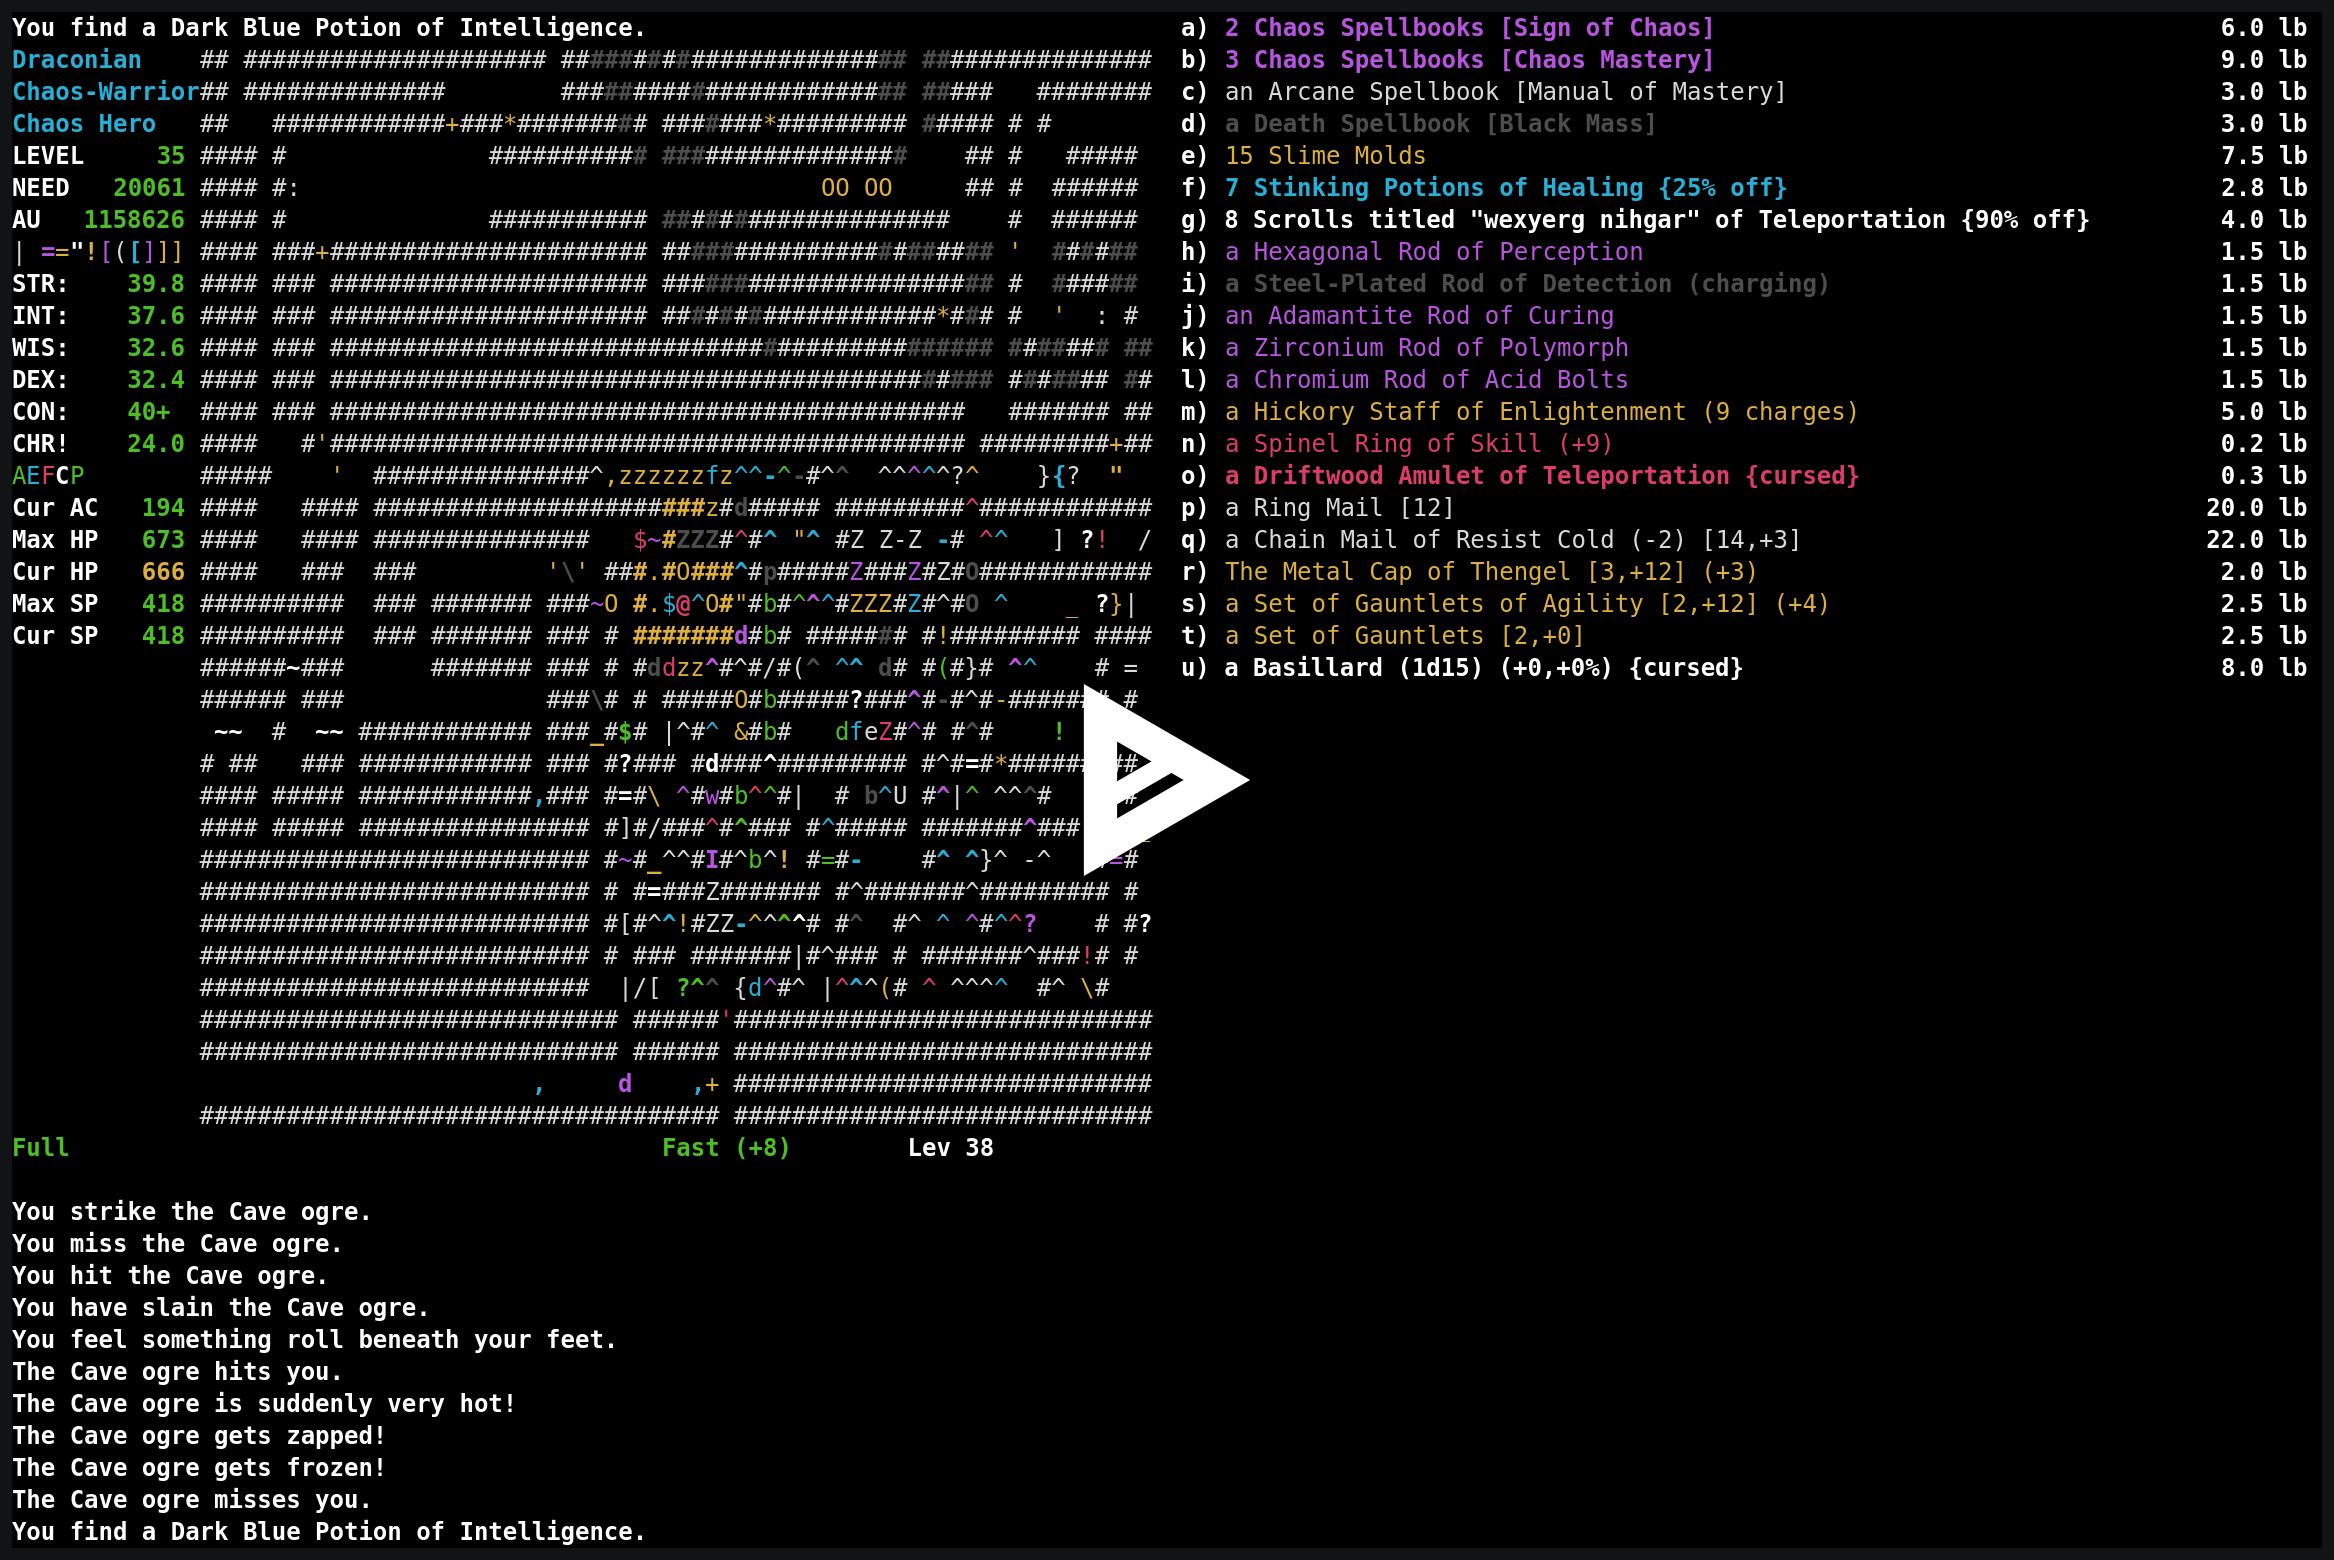 You find a Dark Blue Potion of Intelligence.
Draconian
Chaos-Warrior
Chaos Hero
LEVEL 35
NEED 20061
AU 1158626
| =="![([]]]
STR: 39.8
INT: 37.6
WIS: 32.6
DEX: 32.4
CON: 40+
CHR! 24.0
AEFCP
Cur AC 194
Max HP 673
Cur HP 666
Max SP 418
Cur SP 418
Full Fast (+8) Lev 38
You strike the Cave ogre.
You miss the Cave ogre.
You hit the Cave ogre.
You have slain the Cave ogre.
You feel something roll beneath your feet.
The Cave ogre hits you.
The Cave ogre is suddenly very hot!
The Cave ogre gets zapped!
The Cave ogre gets frozen!
The Cave ogre misses you.
You find a Dark Blue Potion of Intelligence.
a) 2 Chaos Spellbooks [Sign of Chaos] 6.0 lb
b) 3 Chaos Spellbooks [Chaos Mastery] 9.0 lb
c) an Arcane Spellbook [Manual of Mastery] 3.0 lb
d) a Death Spellbook [Black Mass] 3.0 lb
e) 15 Slime Molds 7.5 lb
f) 7 Stinking Potions of Healing {25% off} 2.8 lb
g) 8 Scrolls titled "wexyerg nihgar" of Teleportation {90% off} 4.0 lb
h) a Hexagonal Rod of Perception 1.5 lb
i) a Steel-Plated Rod of Detection (charging) 1.5 lb
j) an Adamantite Rod of Curing 1.5 lb
k) a Zirconium Rod of Polymorph 1.5 lb
l) a Chromium Rod of Acid Bolts 1.5 lb
m) a Hickory Staff of Enlightenment (9 charges) 5.0 lb
n) a Spinel Ring of Skill (+9) 0.2 lb
o) a Driftwood Amulet of Teleportation {cursed} 0.3 lb
p) a Ring Mail [12] 20.0 lb
q) a Chain Mail of Resist Cold (-2) [14,+3] 22.0 lb
r) The Metal Cap of Thengel [3,+12] (+3) 2.0 lb
s) a Set of Gauntlets of Agility [2,+12] (+4) 2.5 lb
t) a Set of Gauntlets [2,+0] 2.5 lb
u) a Basillard (1d15) (+0,+0%) {cursed} 8.0 lb